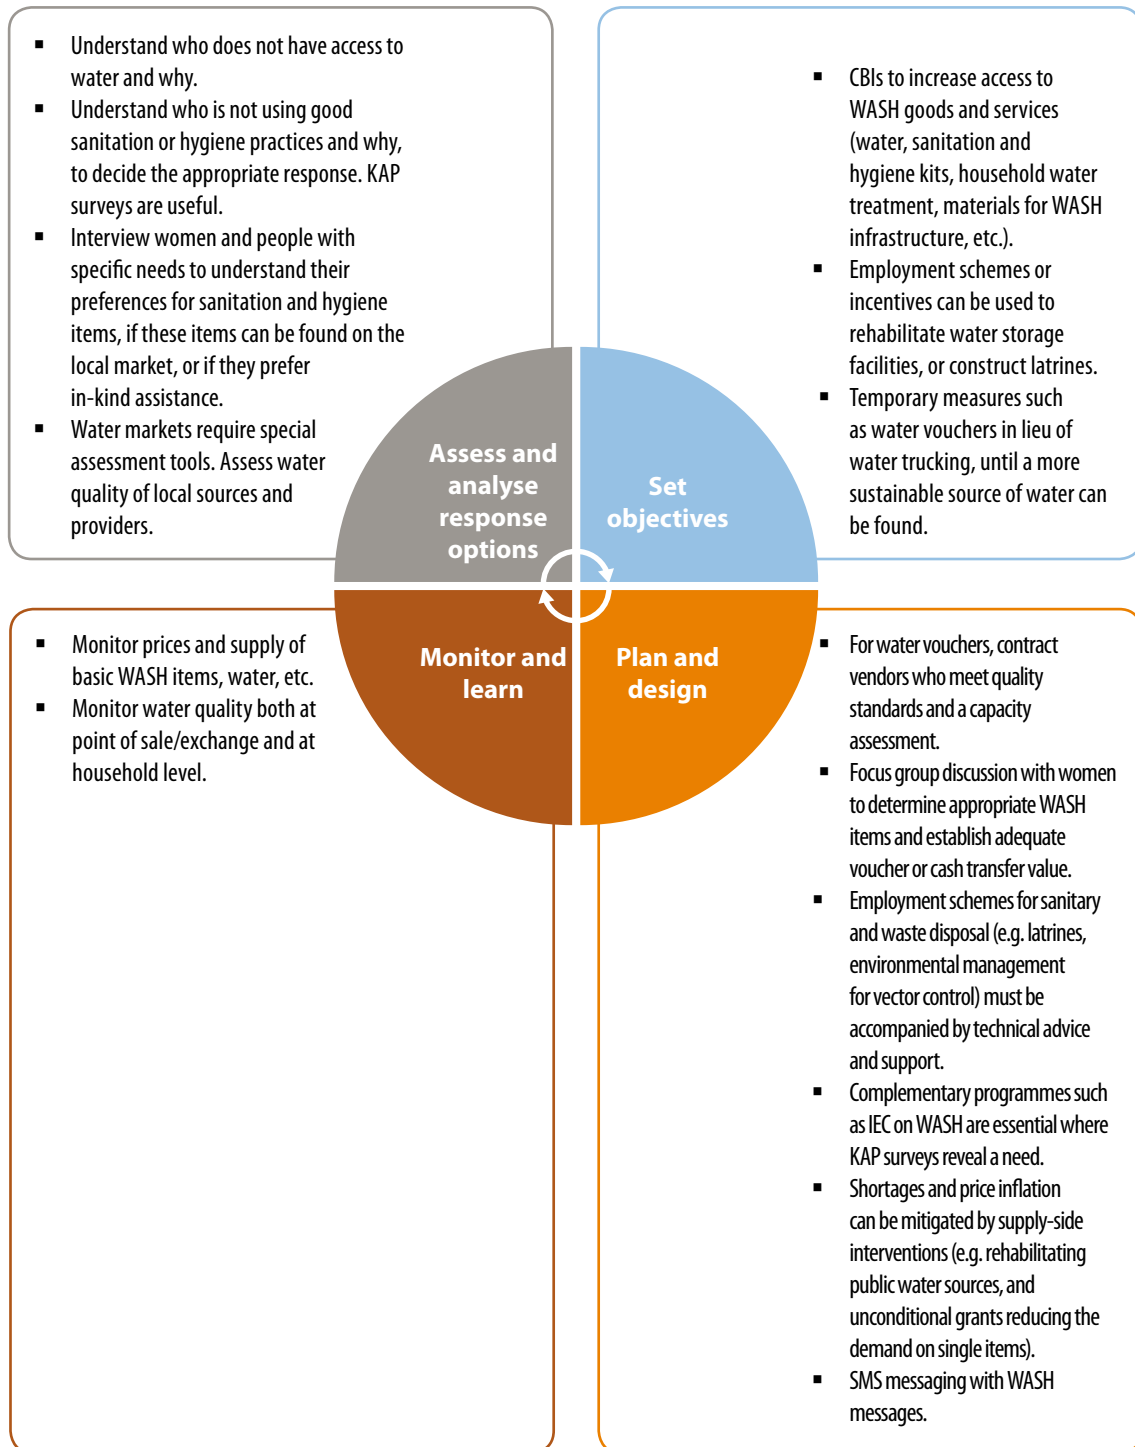 ▪ Understand who does not have access to
water and why.
▪ Understand who is not using good
sanitation or hygiene practices and why,
to decide the appropriate response. KAP
surveys are useful.
▪ Interview women and people with
specific needs to understand their
preferences for sanitation and hygiene
items, if these items can be found on the
local market, or if they prefer
in-kind assistance.
▪ Water markets require special
assessment tools. Assess water
quality of local sources and
providers.
▪ CBIs to increase access to
WASH goods and services
(water, sanitation and
hygiene kits, household water
treatment, materials for WASH
infrastructure, etc.).
▪ Employment schemes or
incentives can be used to
rehabilitate water storage
facilities, or construct latrines.
▪ Temporary measures such
as water vouchers in lieu of
water trucking, until a more
sustainable source of water can
be found.
Assess and
analyse
response
options
Set
objectives
Monitor and
learn
Plan and
design
▪ Monitor prices and supply of
basic WASH items, water, etc.
▪ Monitor water quality both at
point of sale/exchange and at
household level.
▪ For water vouchers, contract
vendors who meet quality
standards and a capacity
assessment.
▪ Focus group discussion with women
to determine appropriate WASH
items and establish adequate
voucher or cash transfer value.
▪ Employment schemes for sanitary
and waste disposal (e.g. latrines,
environmental management
for vector control) must be
accompanied by technical advice
and support.
▪ Complementary programmes such
as IEC on WASH are essential where
KAP surveys reveal a need.
▪ Shortages and price inflation
can be mitigated by supply-side
interventions (e.g. rehabilitating
public water sources, and
unconditional grants reducing the
demand on single items).
▪ SMS messaging with WASH
messages.